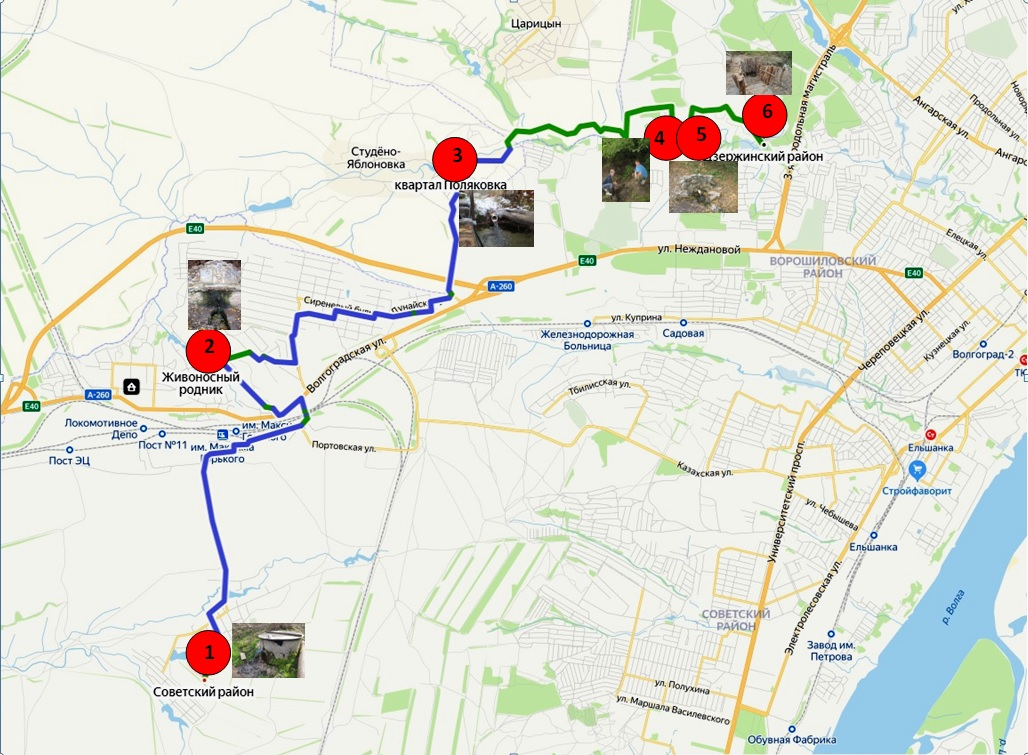 Царицын
3-я Продольная магистраль
Ангарская ул.
Продольная ул.
Студёно-
Яблоновка
3
квартал Поляковка
4
5
6
Дзержинский район
E40
E40
E40
E40
А-260
А-260
ул. Неждановой
ВОРОШИЛОВСКИЙ
РАЙОН
Елецкая ул.
Череповецкая ул.
Кузнецкая ул.
ул. Куприна
Железнодорожная
Больница
Садовая
Волгоград-2
Волгоградская ул.
2
Живоносный
родник
Локомотивное
Депо
Пост №11
Пост ЭЦ
им. Максима
Горького
Портовская ул.
Тбилисская ул.
Казахская ул.
Университетский просп.
ул. Чебышева
Ельшанка
Стройфаворит
Ельшанка
Электролесовская ул.
СОВЕТСКИЙ
РАЙОН
р. Волга
Завод им.
Петрова
ул. Полухина
ул. Маршала Василевского
Обувная Фабрика
1
Советский район